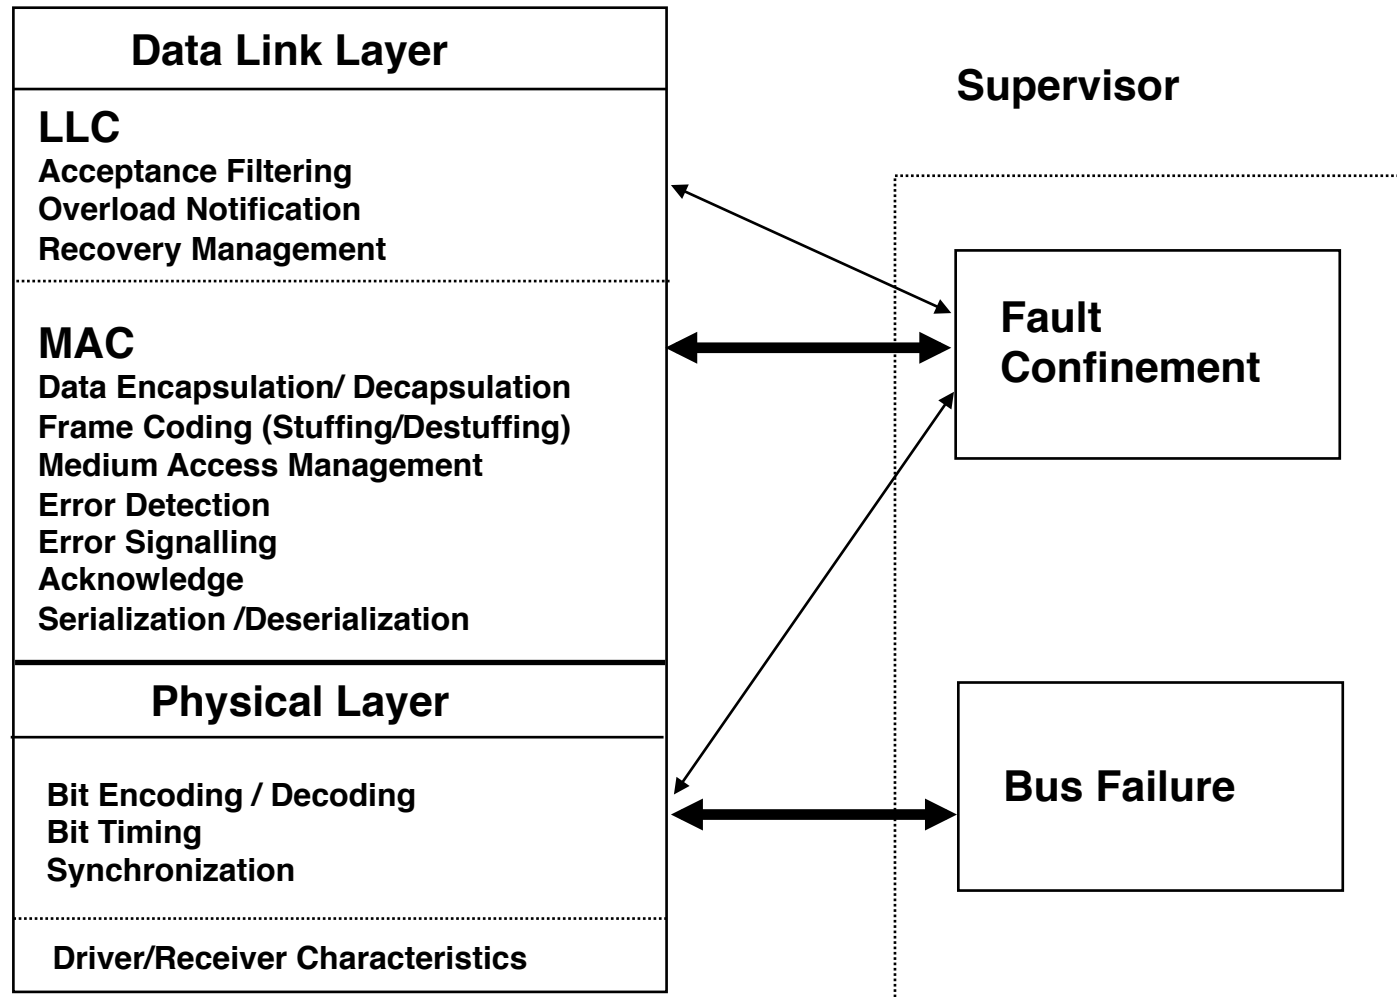 Data Link Layer
LLC
Acceptance Filtering
Overload Notification
Recovery Management
MAC
Data Encapsulation/ Decapsulation
Frame Coding (Stuffing/Destuffing)
Medium Access Management
Error Detection
Error Signalling
Acknowledge
Serialization /Deserialization
Physical Layer
Bit Encoding / Decoding
Bit Timing
Synchronization
Driver/Receiver Characteristics
Supervisor
Fault
Confinement
Bus Failure